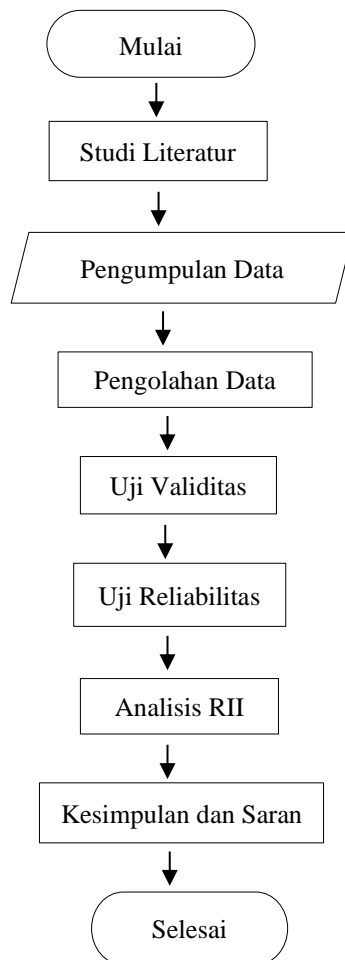 Mulai
Studi Literatur
Pengumpulan Data
Pengolahan Data
Uji Validitas
Uji Reliabilitas
Analisis RII
Kesimpulan dan Saran
Selesai